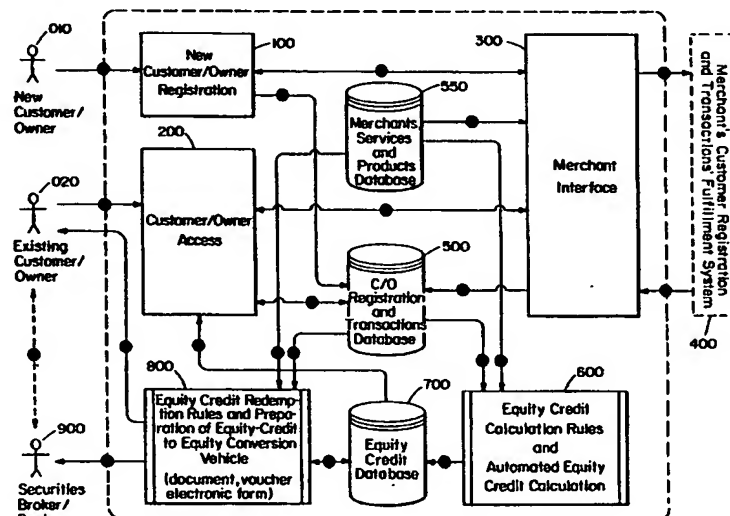 010
New
Customer/
Owner
100
New
Customer/Owner
Registration
300
Merchant
Interface
550
Merchants,
Services
and
Products
Database
Merchant's Customer Registration
and Transactions' Fulfillment System
400
020
Existing
Customer/
Owner
200
Customer/Owner
Access
500
C/O
Registration
and
Transactions
Database
800
Equity Credit Redemp-
tion Rules and Prepa-
ration of Equity-Credit
to Equity Conversion
Vehicle
(document, voucher
electronic form)
700
Equity
Credit
Database
600
Equity Credit
Calculation Rules
and
Automated Equity
Credit Calculation
900
Securities
Broker/